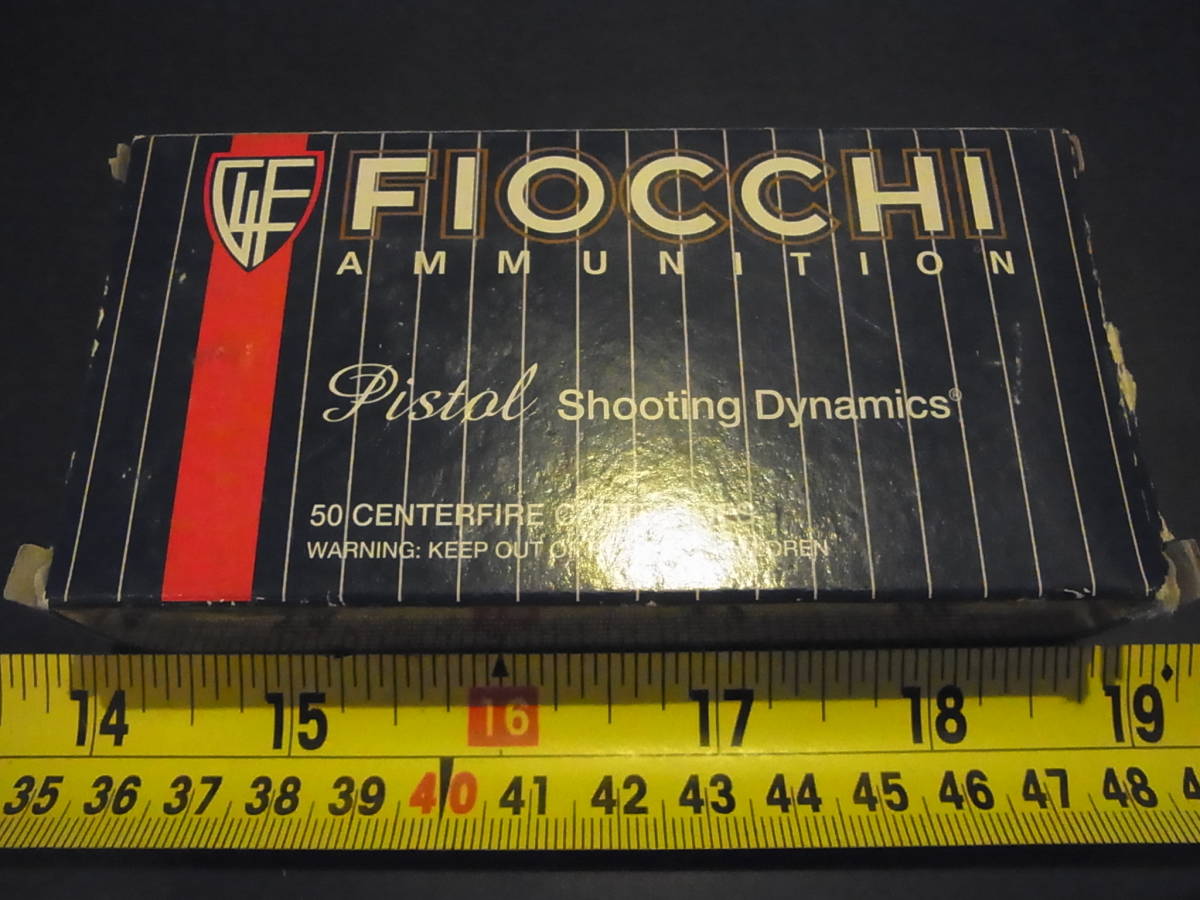 GFL
FIOCCHI
AMMUNITION
Pistol Shooting Dynamics®
50 CENTERFIRE
WARNING: KEEP OUT
14 15 16 17 18 19
35 36 37 38 39 40 41 42 43 44 45 46 47 48